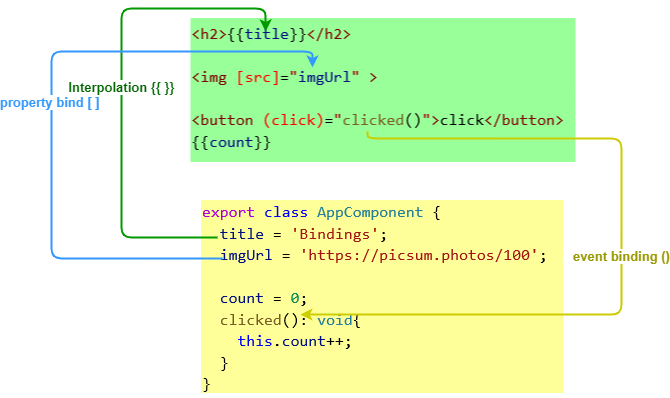 <h2>{{title}}</h2>
<img [src]="imgUrl" >
Interpolation {{ }}
property bind [ ]
<button (click)="clicked()">click</button>
{{count}}
export class AppComponent {
title = 'Bindings';
imgUrl = 'https://picsum.photos/100';
event binding ()
count = 0;
clicked(): void{
this.count++;
}
}